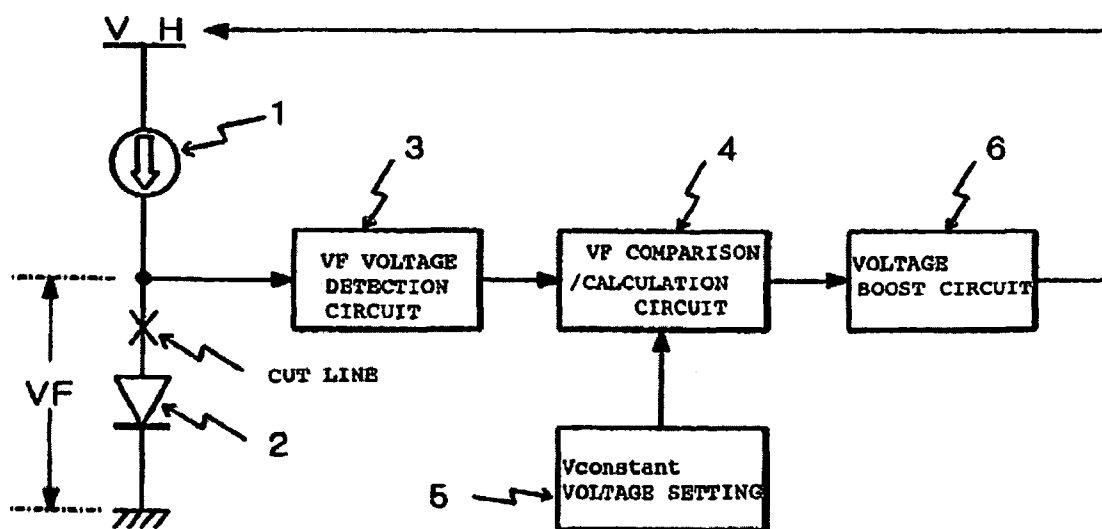 V H
1
3
4
6
VF VOLTAGE
DETECTION
CIRCUIT
VF COMPARISON
/CALCULATION
CIRCUIT
VOLTAGE
BOOST CIRCUIT
CUT LINE
VF
2
Vconstant
VOLTAGE SETTING
5